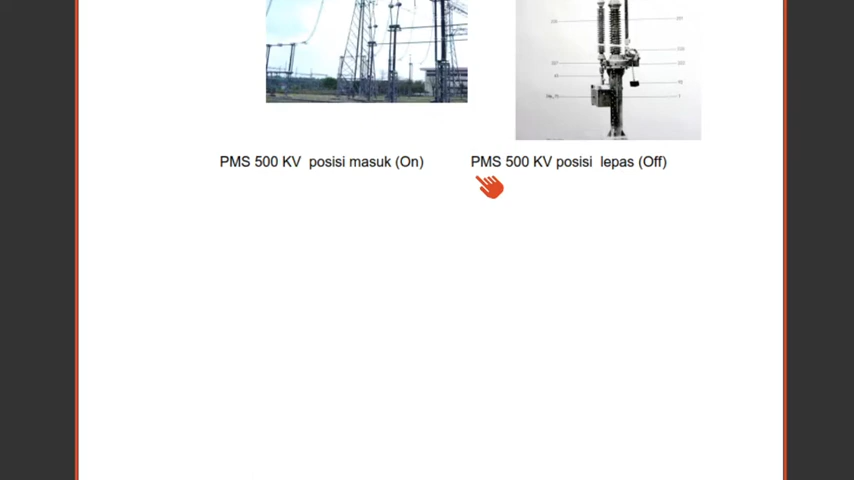 PMS 500 KV  posisi masuk (On)
PMS 500 KV posisi  lepas (Off)